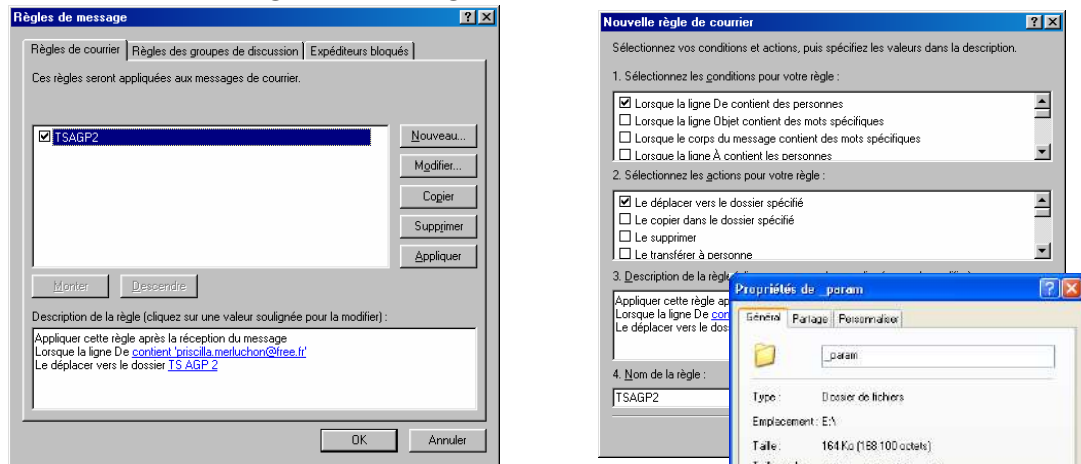 Règles de message
Règles de courrier Règles des groupes de discussion Expéditeurs bloqués
Ces règles seront appliquées aux messages de courrier.
TSAGP2
Nouveau...
Modifier...
Copier
Supprimer
Appliquer
Monter Descendre
Description de la règle (cliquez sur une valeur soulignée pour la modifier) :
Appliquer cette règle après la réception du message
Lorsque la ligne De contient 'priscilla.merluchon@free.fr'
Le déplacer vers le dossier TS AGP 2
OK Annuler
Nouvelle règle de courrier
Sélectionnez vos conditions et actions, puis spécifiez les valeurs dans la description.
1. Sélectionnez les conditions pour votre règle :
Lorsque la ligne De contient des personnes
Lorsque la ligne Objet contient des mots spécifiques
Lorsque le corps du message contient des mots spécifiques
Lorsque la ligne À contient les personnes
2. Sélectionnez les actions pour votre règle :
Le déplacer vers le dossier spécifié
Le copier dans le dossier spécifié
Le supprimer
Le transférer à personne
3. Description de la règle
Appliquer cette règle ap
Lorsque la ligne De con
Le déplacer vers le dos
4. Nom de la règle :
TSAGP2
Propriétés de _param
Général Partage Personnaliser
_param
Type : Dossier de fichiers
Emplacement : E:\
Taille : 164 Ko (168 100 octets)